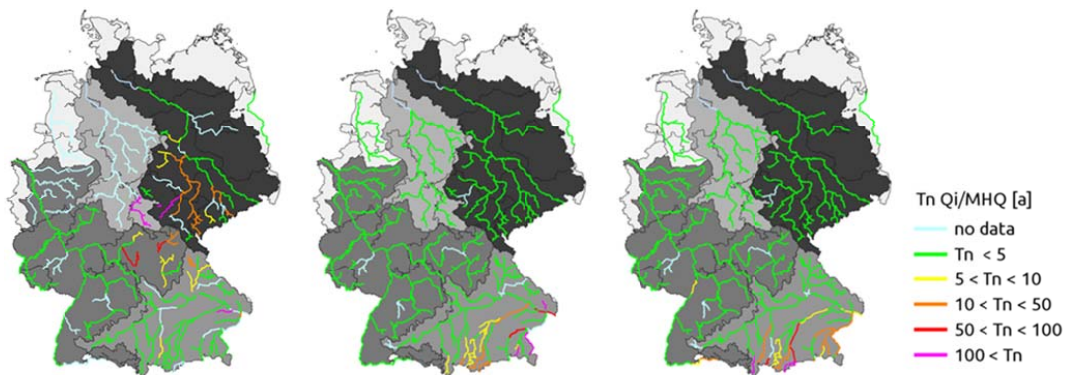 Tn Qi/MHQ [a]
no data
Tn < 5
5 < Tn < 10
10 < Tn < 50
50 < Tn < 100
100 < Tn